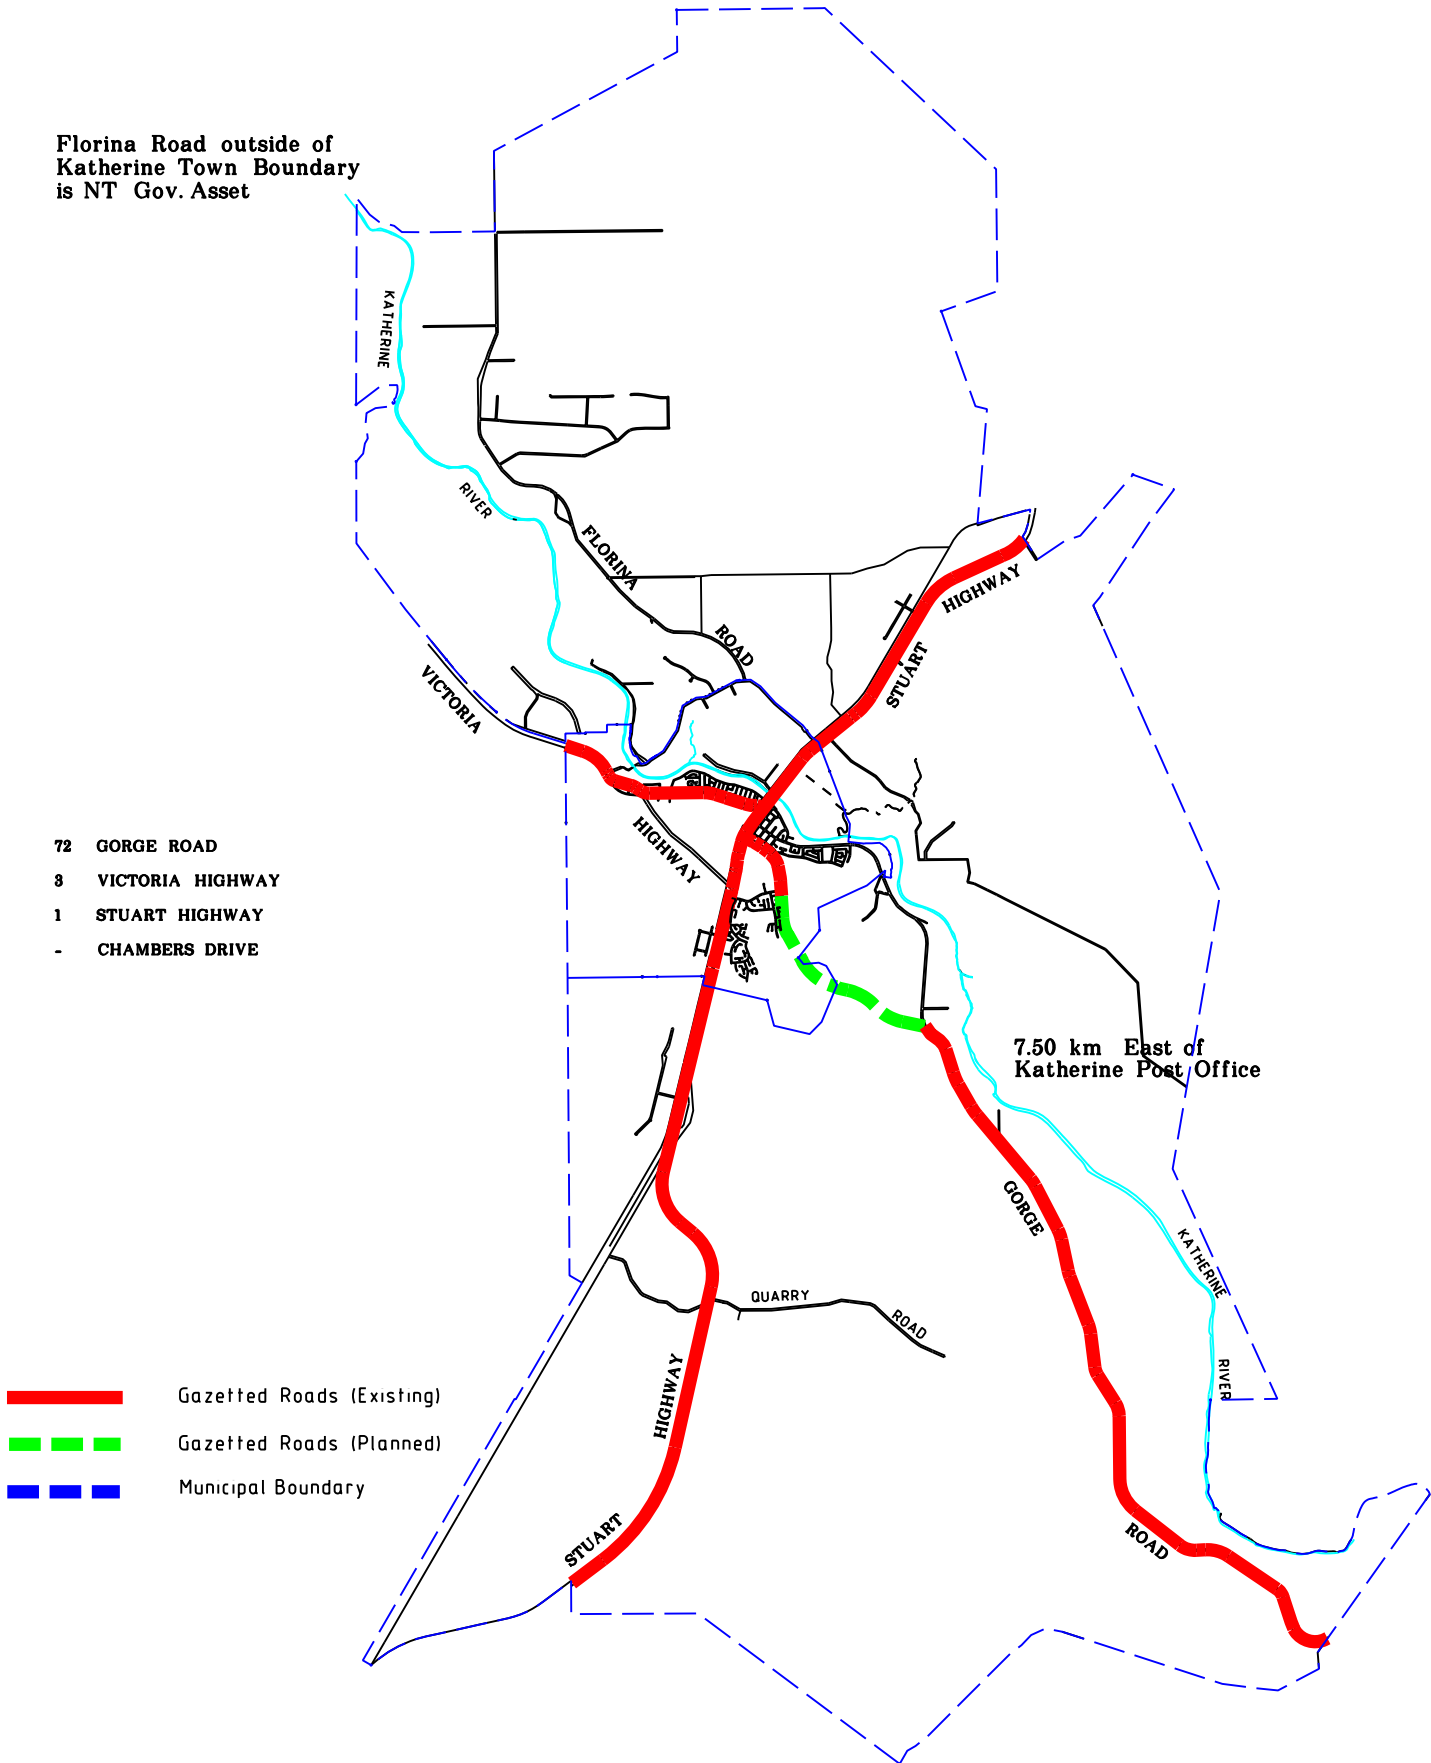 Florina Road outside of
Katherine Town Boundary
is NT Gov. Asset
KATHERINE
RIVER
FLORINA
ROAD
HIGHWAY
STUART
VICTORIA
HIGHWAY
72 GORGE ROAD
3 VICTORIA HIGHWAY
1 STUART HIGHWAY
- CHAMBERS DRIVE
7.50 km East of
Katherine Post Office
GORGE
KATHERINE
RIVER
QUARRY
ROAD
HIGHWAY
STUART
ROAD
Gazetted Roads (Existing)
Gazetted Roads (Planned)
Municipal Boundary